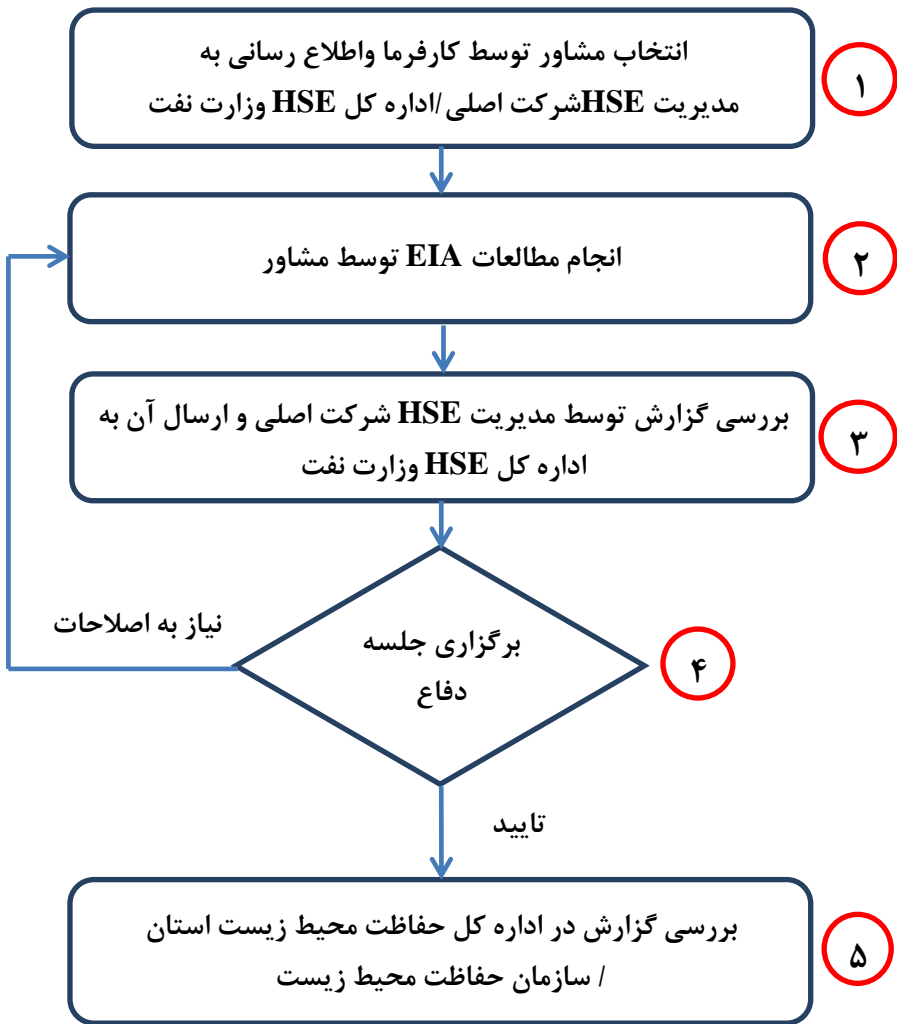 انتخاب مشاور توسط کارفرما واطلاع رسانی به
مدیریت HSEشرکت اصلی/اداره کل HSE وزارت نفت
۱
انجام مطالعات EIA توسط مشاور
۲
بررسی گزارش توسط مدیریت HSE شرکت اصلی و ارسال آن به
اداره کل HSE وزارت نفت
۳
برگزاری جلسه
دفاع
۴
نیاز به اصلاحات
تایید
بررسی گزارش در اداره کل حفاظت محیط زیست استان
/ سازمان حفاظت محیط زیست
۵